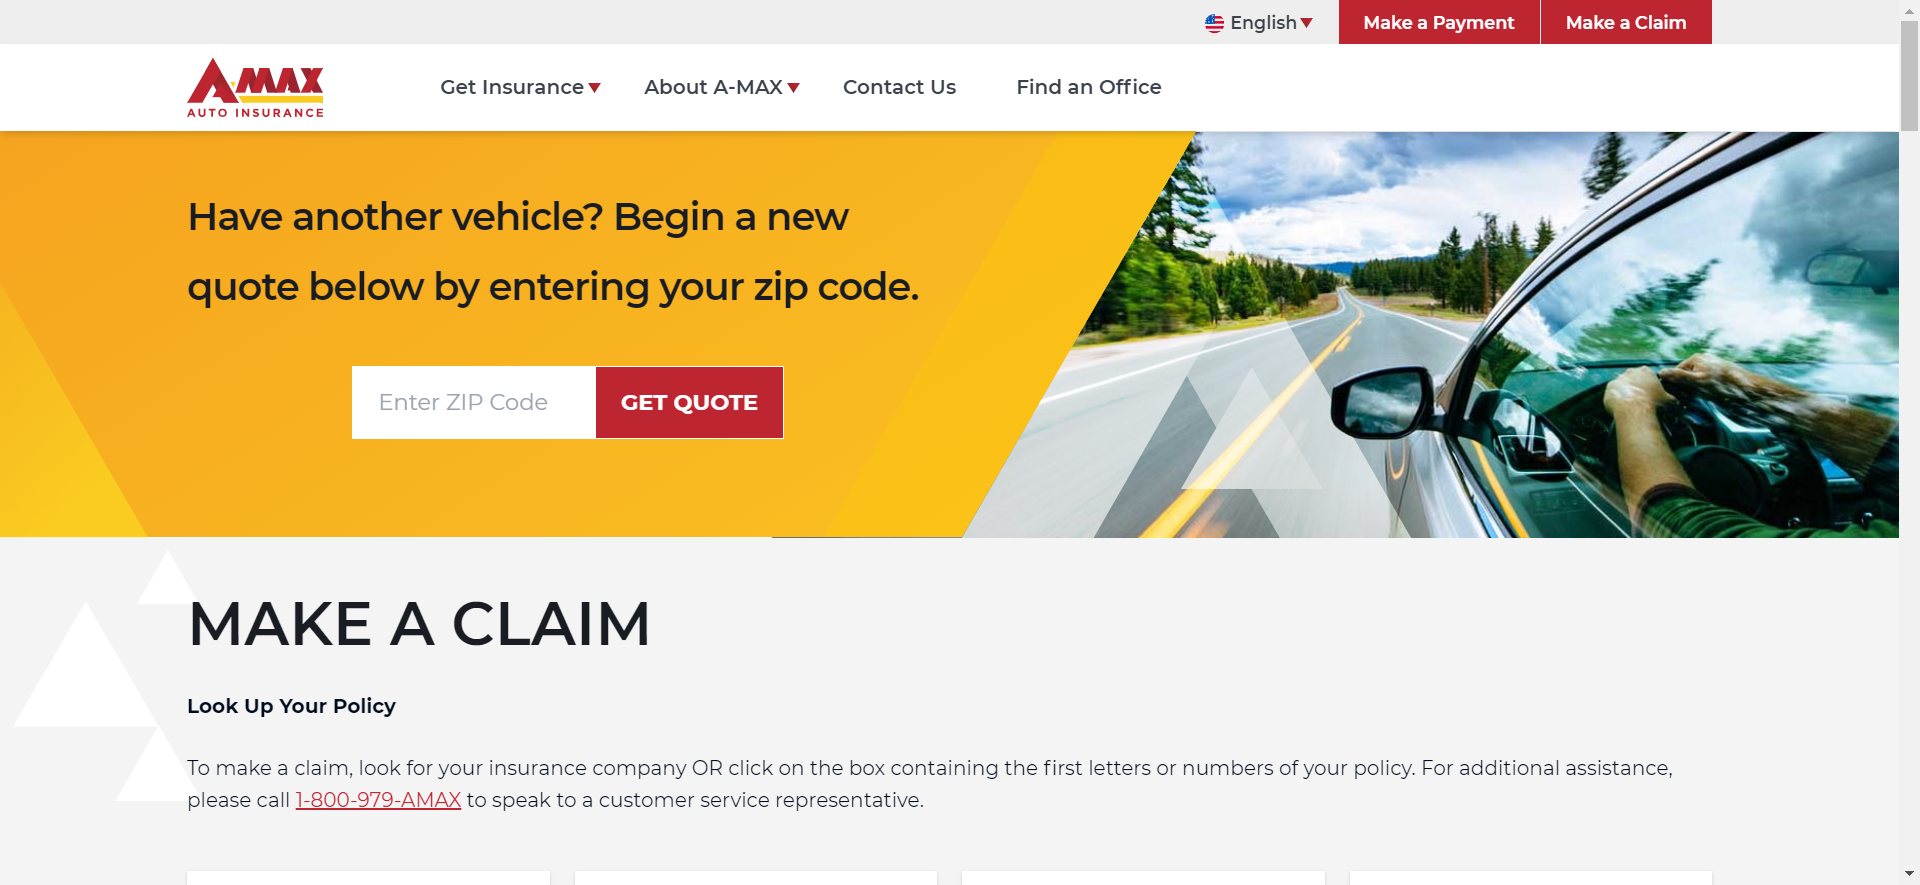 English
Make a Payment
Make a Claim
A-MAX
AUTO INSURANCE
Get Insurance
About A-MAX
Contact Us
Find an Office
Have another vehicle? Begin a new
quote below by entering your zip code.
Enter ZIP Code
GET QUOTE
MAKE A CLAIM
Look Up Your Policy
To make a claim, look for your insurance company OR click on the box containing the first letters or numbers of your policy. For additional assistance,
please call 1-800-979-AMAX to speak to a customer service representative.